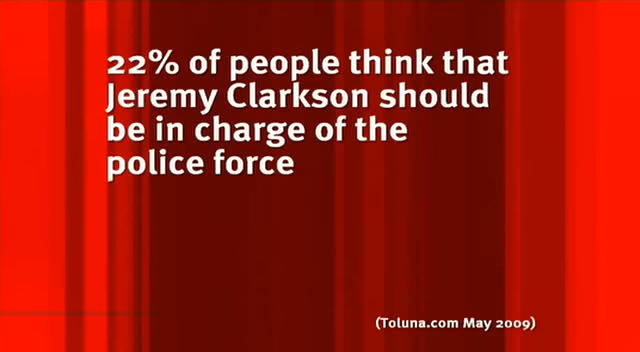 22% of people think that
Jeremy Clarkson should
be in charge of the
police force
(Toluna.com May 2009)